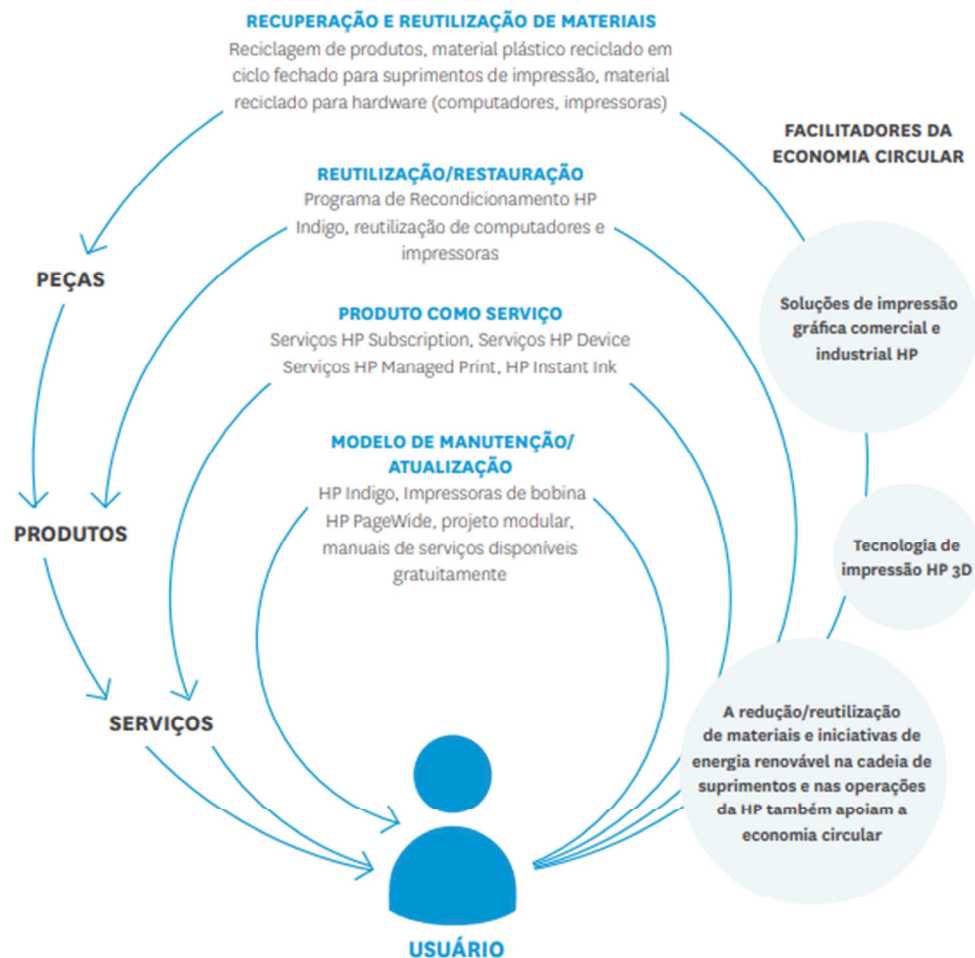 RECUPERAÇÃO E REUTILIZAÇÃO DE MATERIAIS
Reciclagem de produtos, material plástico reciclado em
ciclo fechado para suprimentos de impressão, material
reciclado para hardware (computadores, impressoras)
FACILITADORES DA
ECONOMIA CIRCULAR
REUTILIZAÇÃO/RESTAURAÇÃO
Programa de Recondicionamento HP
Indigo, reutilização de computadores e
impressoras
PEÇAS
Soluções de impressão
gráfica comercial e
industrial HP
PRODUTO COMO SERVIÇO
Serviços HP Subscription, Serviços HP Device
Serviços HP Managed Print, HP Instant Ink
MODELO DE MANUTENÇÃO/
ATUALIZAÇÃO
HP Indigo, Impressoras de bobina
HP PageWide, projeto modular,
manuais de serviços disponíveis
gratuitamente
PRODUTOS
Tecnologia de
impressão HP 3D
SERVIÇOS
A redução/reutilização
de materiais e iniciativas de
energia renovável na cadeia de
suprimentos e nas operações
da HP também apoiam a
economia circular
USUÁRIO